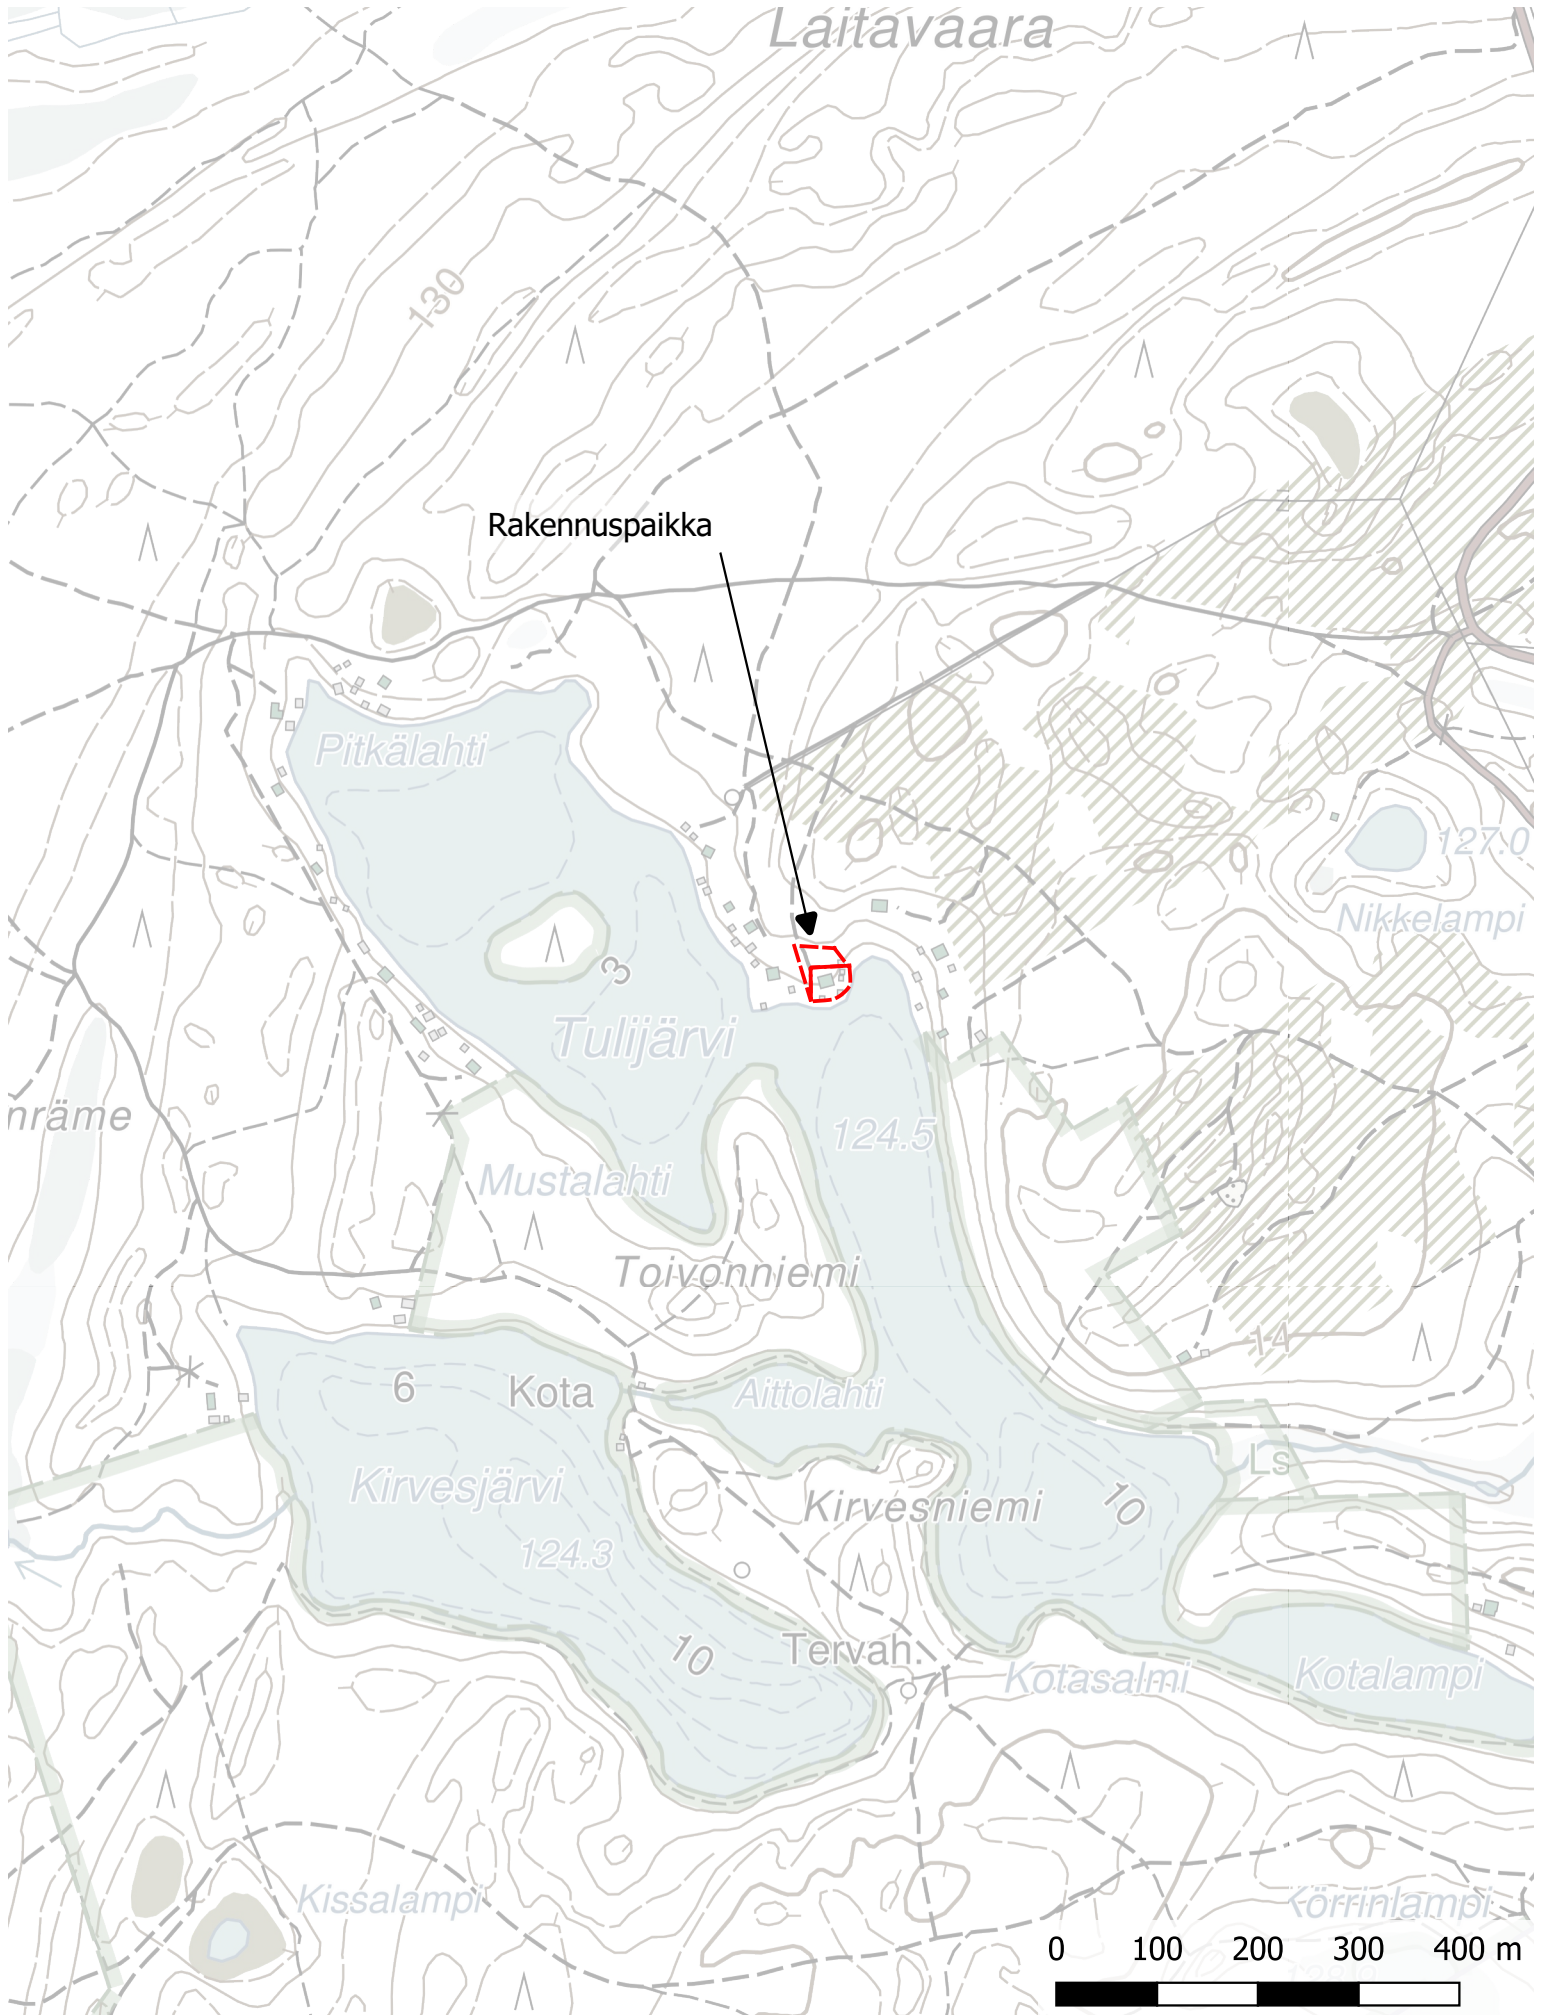 Laitavaara
130
Rakennuspaikka
Pitkälahti
127.0
Nikkelampi
3
Tulijärvi
nräme
124.5
Mustalahti
Toivonniemi
14
6
Kota
Aittolahti
Ls
Kirvesjärvi
Kirvesniemi
10
124.3
Tervah.
10
Kotasalmi
Kotalampi
Kissalampi
Körrinlampi
0 100 200 300 400 m